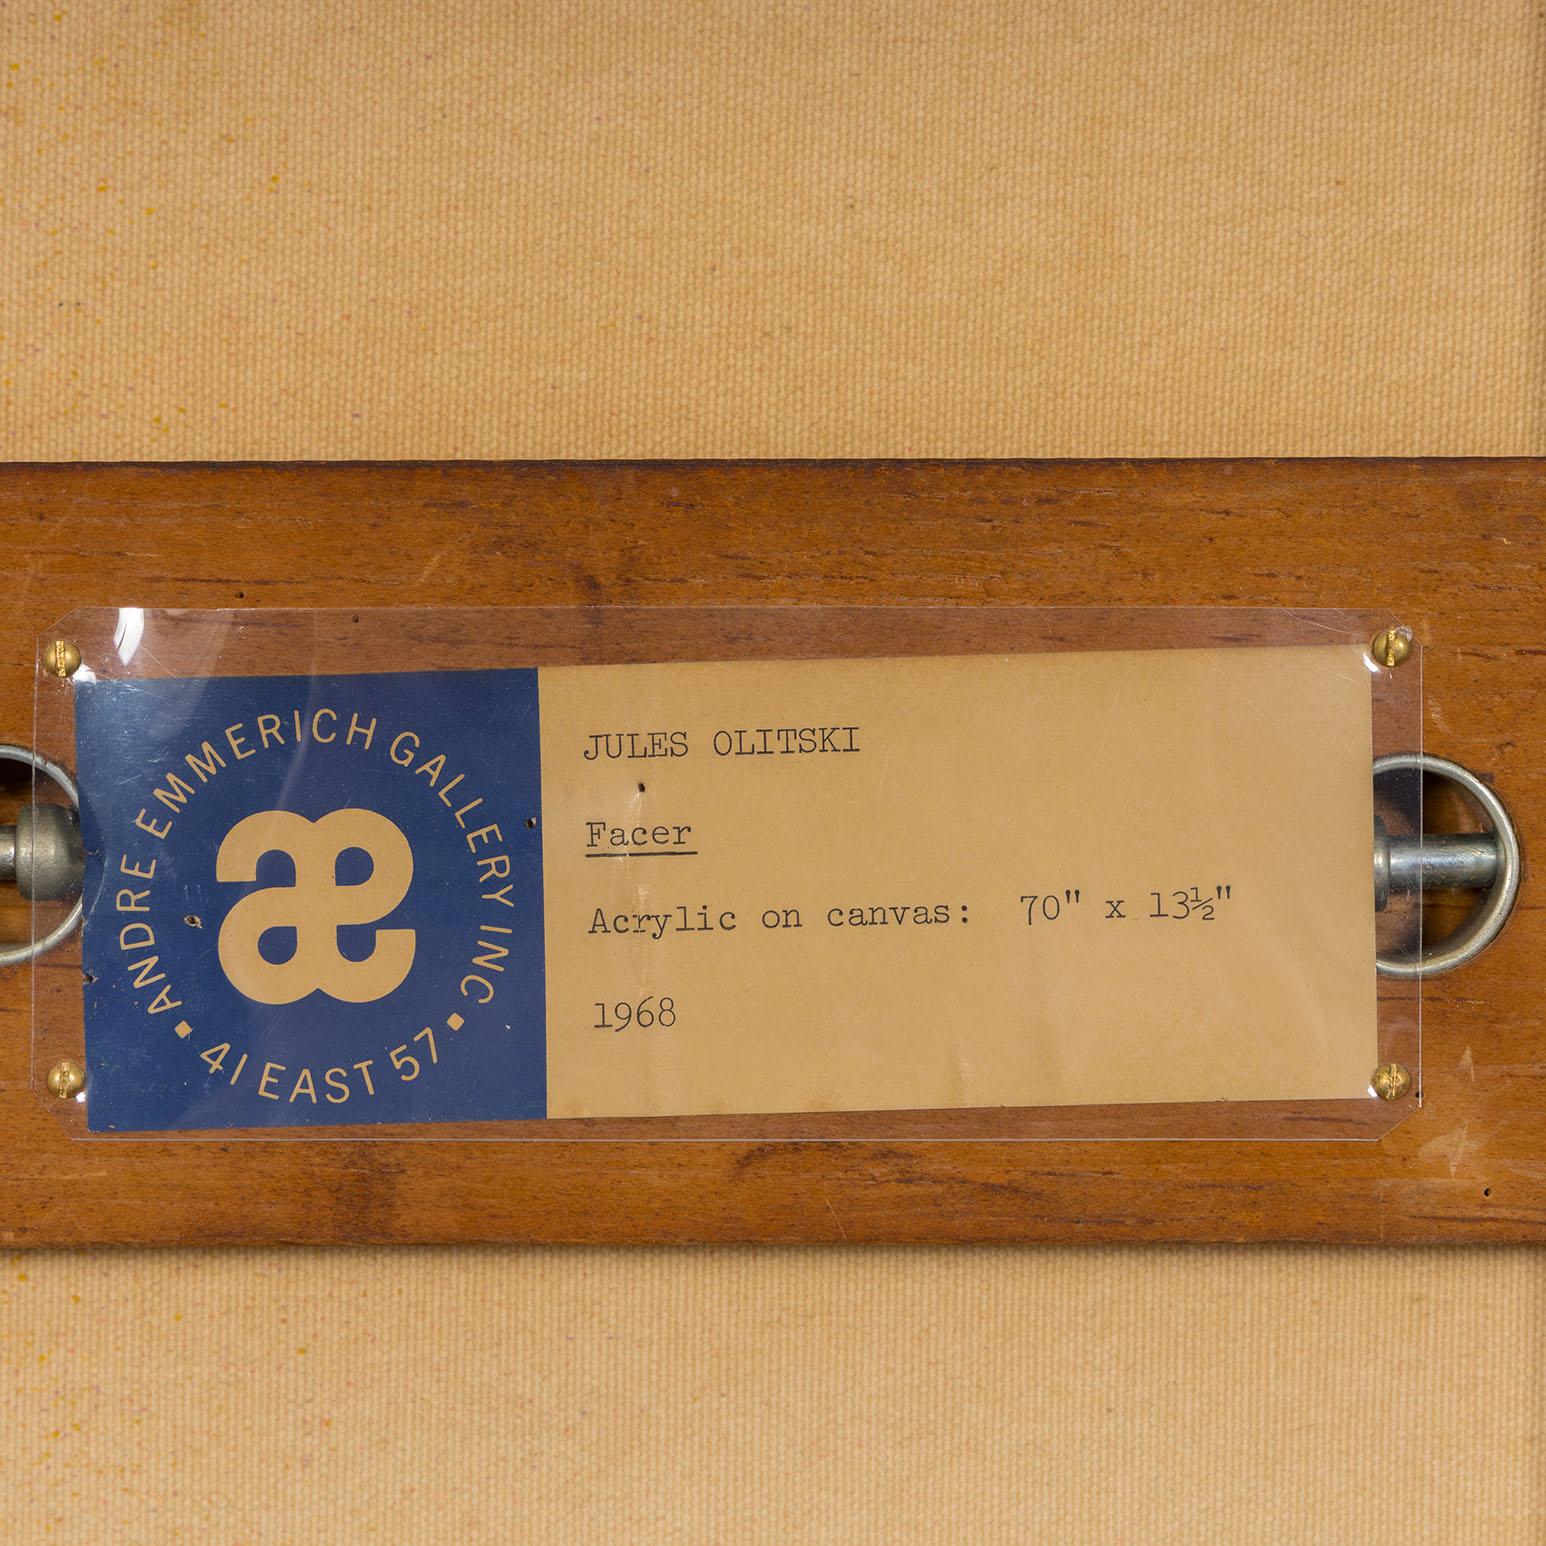 ANDRE EMMERICH GALLERY INC
• 41 EAST 57 •
æ
JULES OLITSKI
Facer
Acrylic on canvas: 70" x 13½"
1968